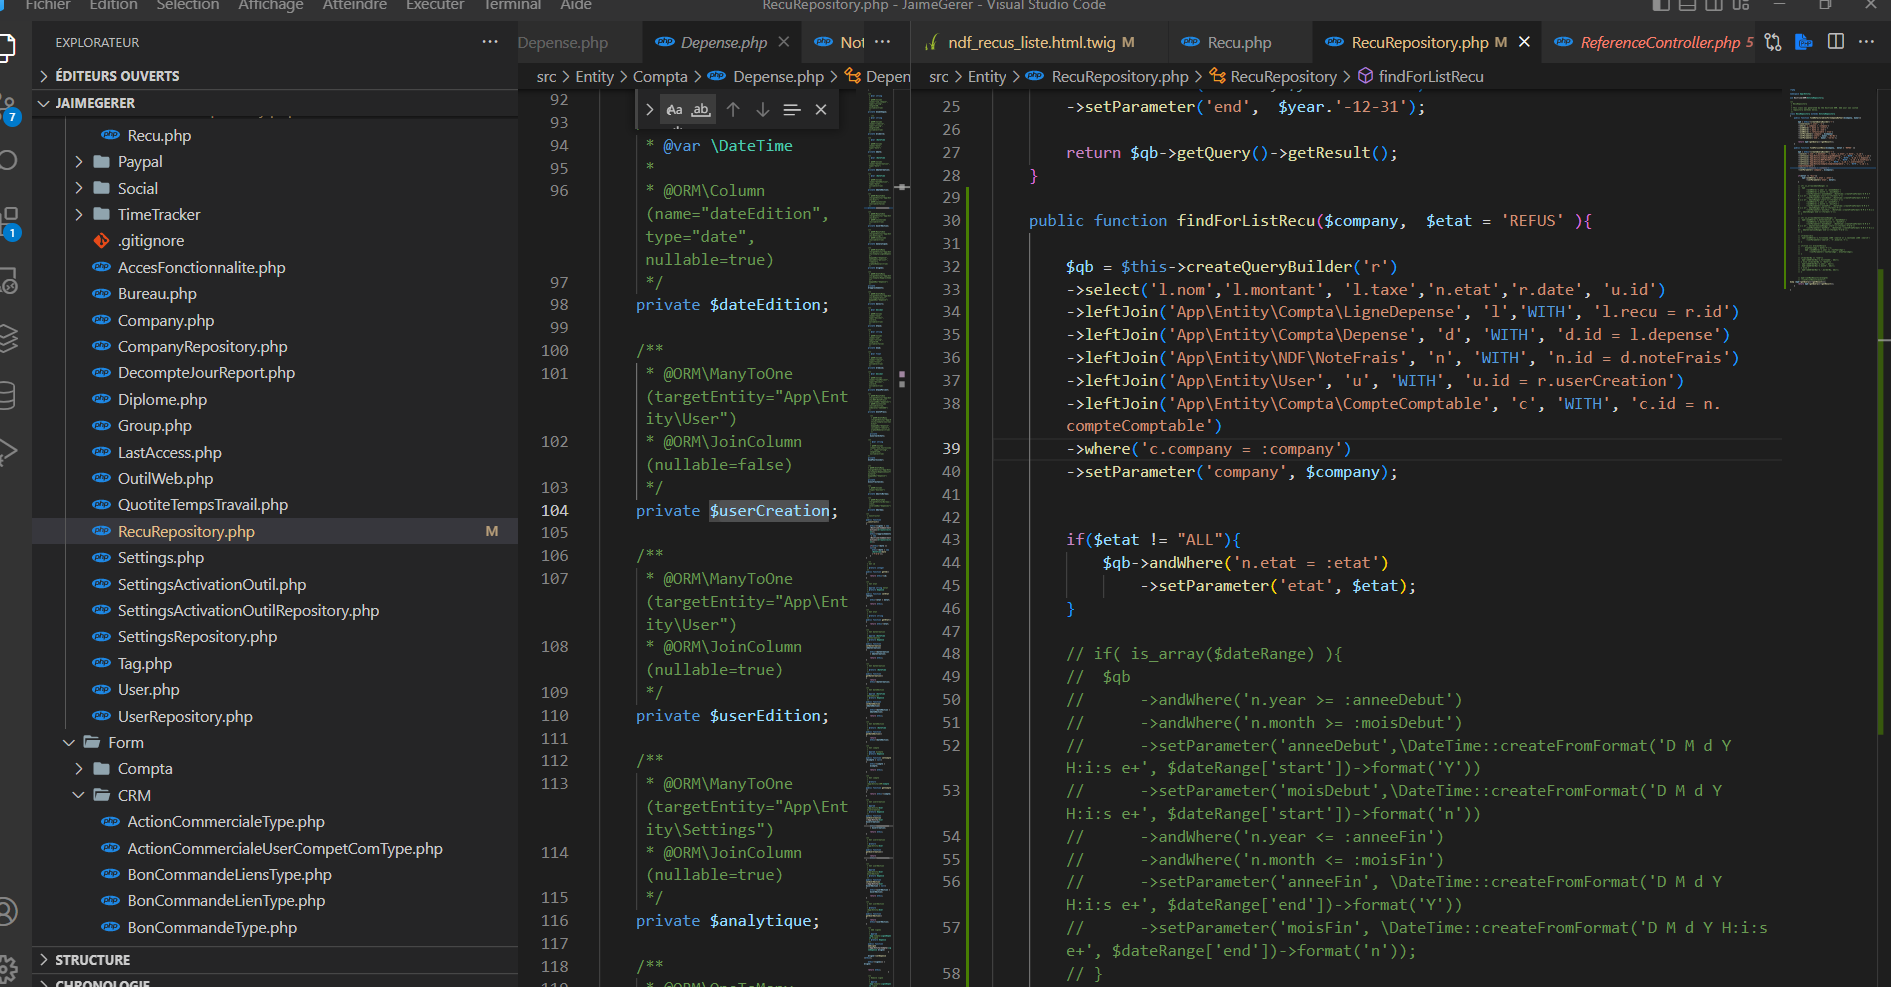 Fichier Edition Selection Affichage Atteindre Executer Terminal Aide
RecuRepository.php - JaimeGerer - Visual Studio Code
EXPLORATEUR
ÉDITEURS OUVERTS
JAIMEGERER
Recu.php
Paypal
Social
TimeTracker
.gitignore
AccesFonctionnalite.php
Bureau.php
Company.php
CompanyRepository.php
DecompteJourReport.php
Diplome.php
Group.php
LastAccess.php
OutilWeb.php
QuotiteTempsTravail.php
RecuRepository.php M
Settings.php
SettingsActivationOutil.php
SettingsActivationOutilRepository.php
SettingsRepository.php
Tag.php
User.php
UserRepository.php
Form
Compta
CRM
ActionCommercialeType.php
ActionCommercialeUserCompetComType.php
BonCommandeLiensType.php
BonCommandeLienType.php
BonCommandeType.php
STRUCTURE
CHRONOLOGIE
7
1
Depense.php
Depense.php
Not
src > Entity > Compta > Depense.php > Depen
Aa ab
92
93
94 * @var \DateTime
95 *
96 * @ORM\Column
(name="dateEdition",
type="date",
nullable=true)
97 */
98 private $dateEdition;
99
100 /**
101 * @ORM\ManyToOne
(targetEntity="App\Ent
ity\User")
102 * @ORM\JoinColumn
(nullable=false)
103 */
104 private $userCreation;
105
106 /**
107 * @ORM\ManyToOne
(targetEntity="App\Ent
ity\User")
108 * @ORM\JoinColumn
(nullable=true)
109 */
110 private $userEdition;
111
112 /**
113 * @ORM\ManyToOne
(targetEntity="App\Ent
ity\Settings")
114 * @ORM\JoinColumn
(nullable=true)
115 */
116 private $analytique;
117
118 /**
ndf_recus_liste.html.twig M
Recu.php
RecuRepository.php M
ReferenceController.php 5
src > Entity > RecuRepository.php > RecuRepository > findForListRecu
25 ->setParameter('end', $year.'-12-31');
26
27 return $qb->getQuery()->getResult();
28 }
29
30 public function findForListRecu($company, $etat = 'REFUS' ){
31
32 $qb = $this->createQueryBuilder('r')
33 ->select('l.nom','l.montant', 'l.taxe','n.etat','r.date', 'u.id')
34 ->leftJoin('App\Entity\Compta\LigneDepense', 'l','WITH', 'l.recu = r.id')
35 ->leftJoin('App\Entity\Compta\Depense', 'd', 'WITH', 'd.id = l.depense')
36 ->leftJoin('App\Entity\NDF\NoteFrais', 'n', 'WITH', 'n.id = d.noteFrais')
37 ->leftJoin('App\Entity\User', 'u', 'WITH', 'u.id = r.userCreation')
38 ->leftJoin('App\Entity\Compta\CompteComptable', 'c', 'WITH', 'c.id = n.
compteComptable')
39 ->where('c.company = :company')
40 ->setParameter('company', $company);
41
42
43 if($etat != "ALL"){
44 $qb->andWhere('n.etat = :etat')
45 ->setParameter('etat', $etat);
46 }
47
48 // if( is_array($dateRange) ){
49 // $qb
50 // ->andWhere('n.year >= :anneeDebut')
51 // ->andWhere('n.month >= :moisDebut')
52 // ->setParameter('anneeDebut',\DateTime::createFromFormat('D M d Y
H:i:s e+', $dateRange['start'])->format('Y'))
53 // ->setParameter('moisDebut',\DateTime::createFromFormat('D M d Y
H:i:s e+', $dateRange['start'])->format('n'))
54 // ->andWhere('n.year <= :anneeFin')
55 // ->andWhere('n.month <= :moisFin')
56 // ->setParameter('anneeFin', \DateTime::createFromFormat('D M d Y
H:i:s e+', $dateRange['end'])->format('Y'))
57 // ->setParameter('moisFin', \DateTime::createFromFormat('D M d Y H:i:s
e+', $dateRange['end'])->format('n'));
58 // }